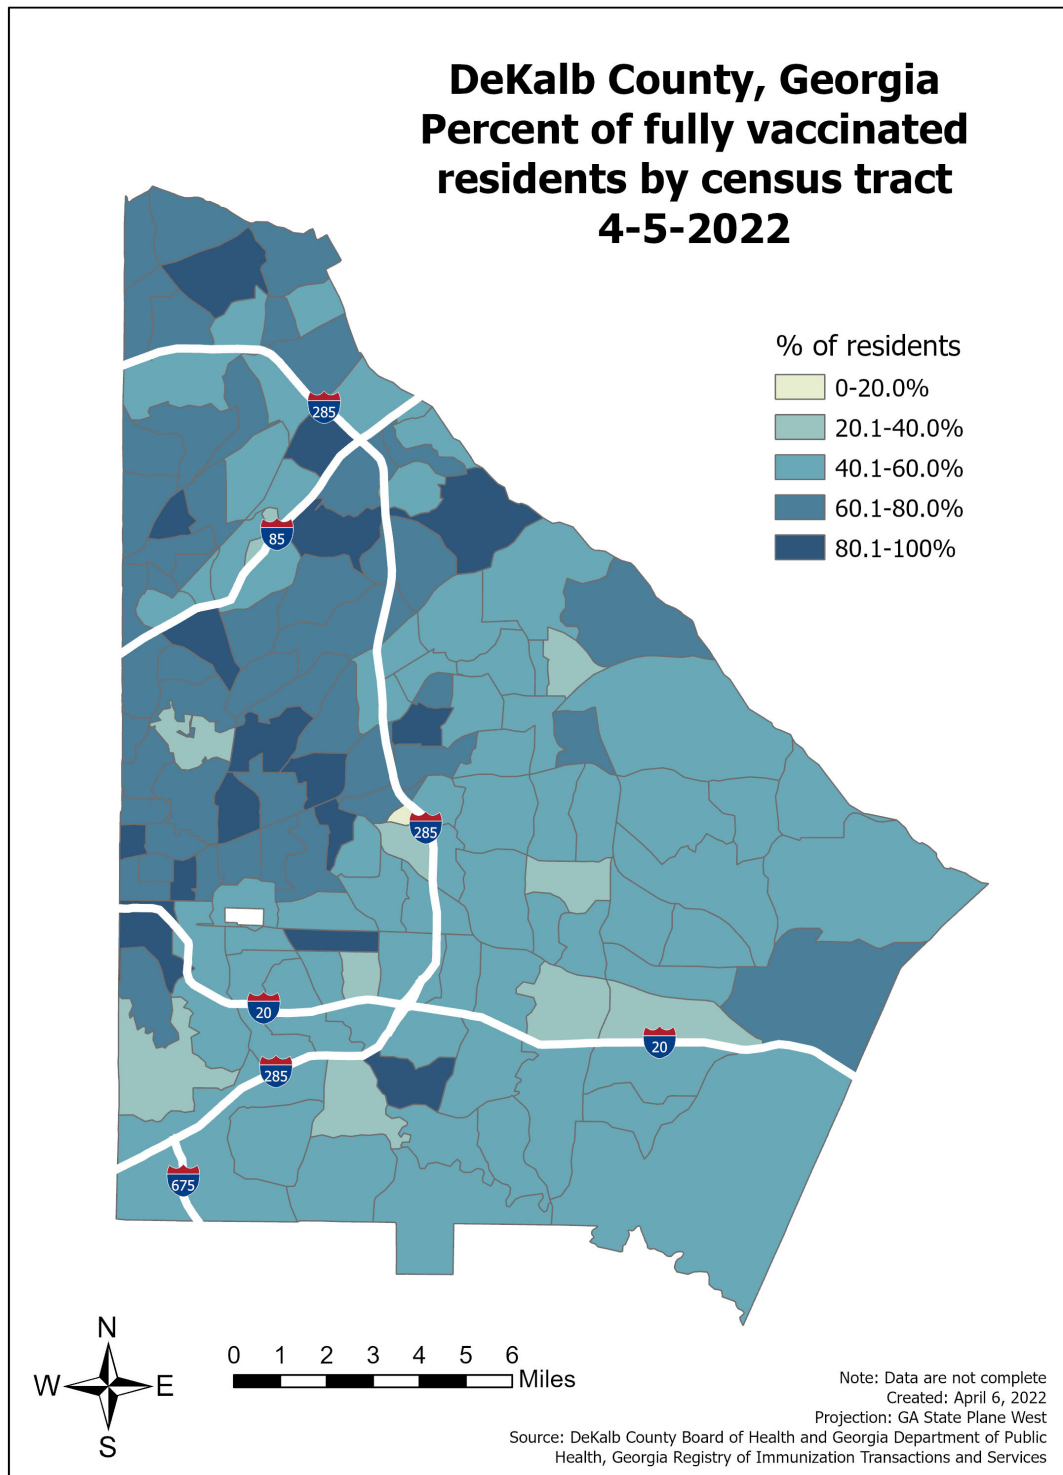 DeKalb County, Georgia
Percent of fully vaccinated
residents by census tract
4-5-2022
% of residents
0-20.0%
20.1-40.0%
40.1-60.0%
60.1-80.0%
80.1-100%
285
85
285
20
20
285
675
N
W E
S
0 1 2 3 4 5 6
Miles
Note: Data are not complete
Created: April 6, 2022
Projection: GA State Plane West
Source: DeKalb County Board of Health and Georgia Department of Public
Health, Georgia Registry of Immunization Transactions and Services